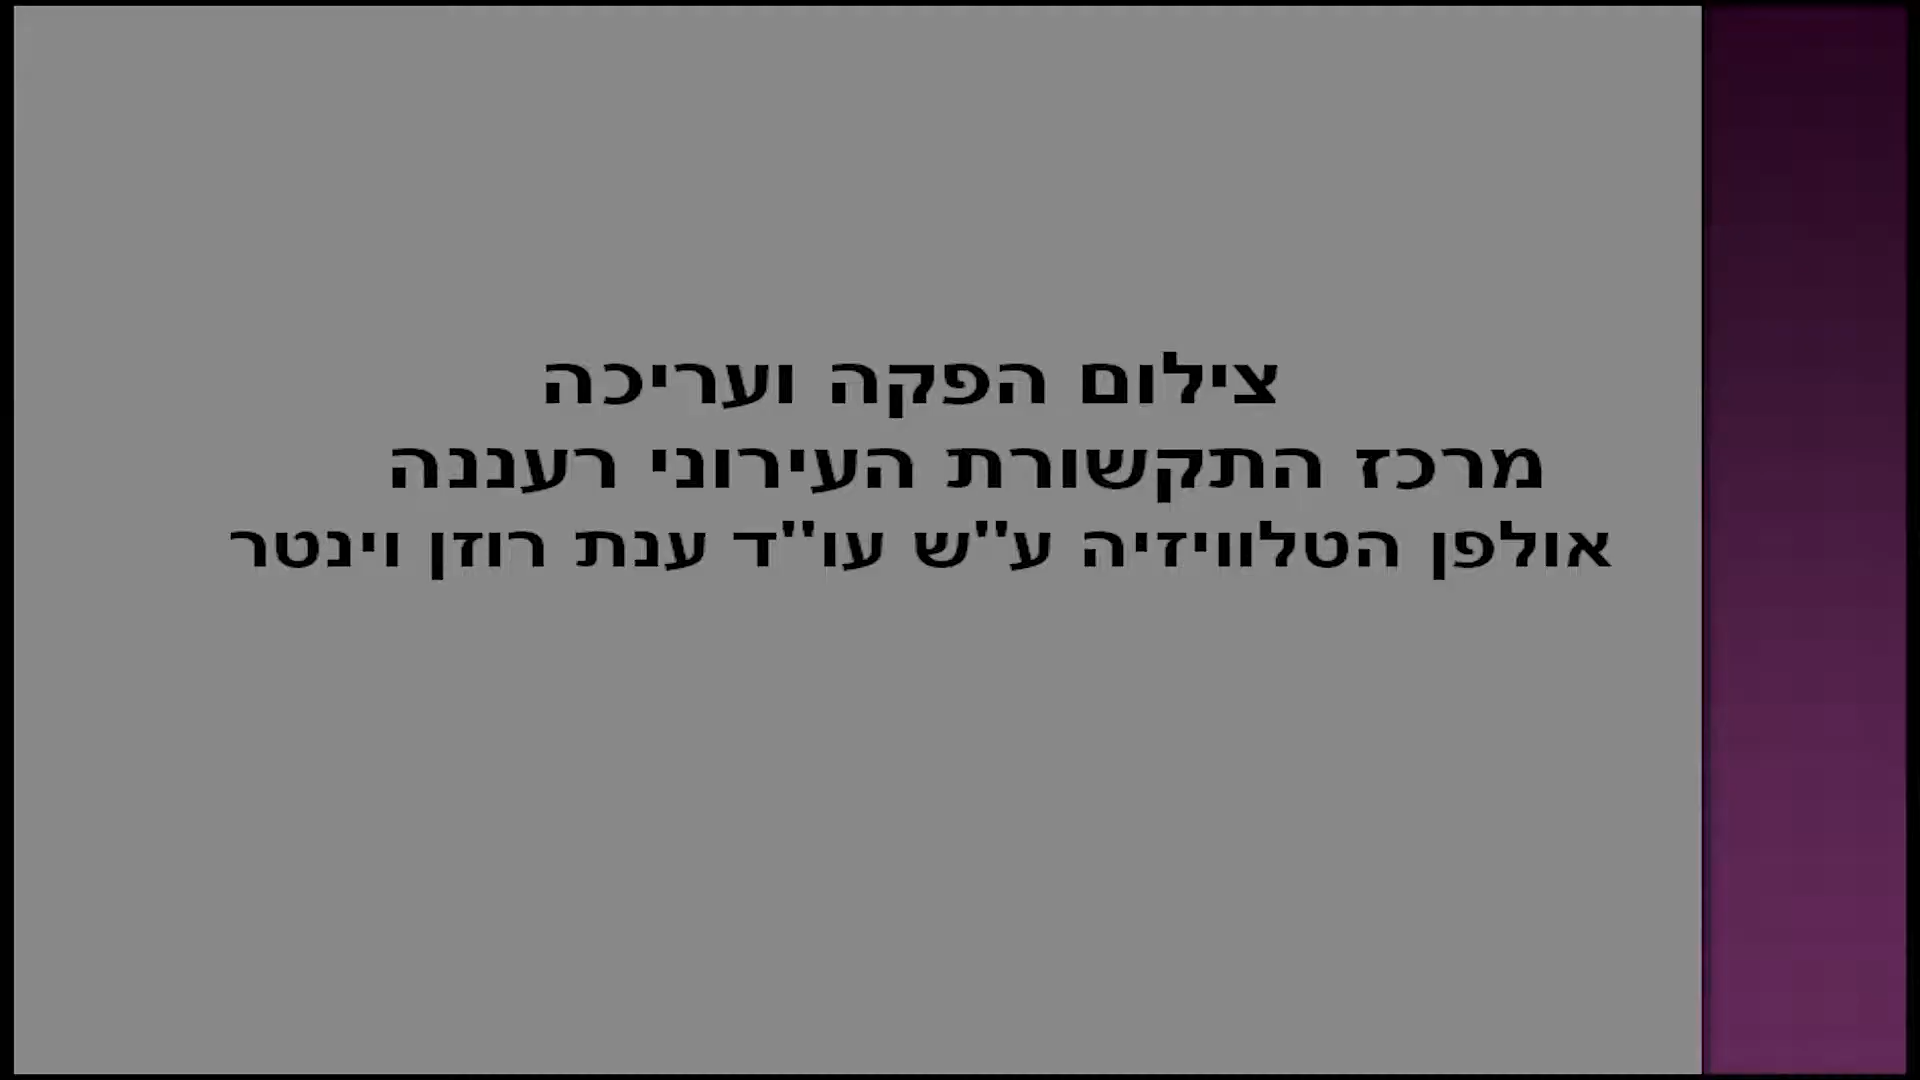 צילום הפקה ועריכה
מרכז התקשורת העירוני רעננה
אולפן הטלוויזיה ע''ש עו''ד ענת רוזן וינטר